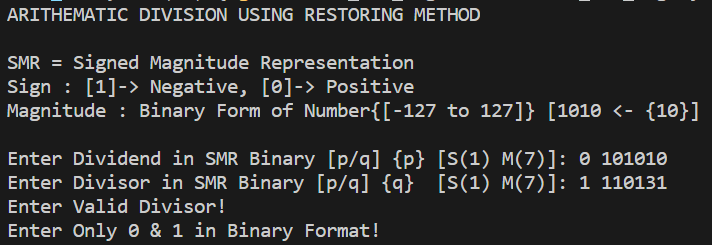 ARITHEMATIC DIVISION USING RESTORING METHOD
SMR = Signed Magnitude Representation
Sign : [1]-> Negative, [0]-> Positive
Magnitude : Binary Form of Number{[-127 to 127]} [1010 <- {10}]
Enter Dividend in SMR Binary [p/q] {p} [S(1) M(7)]: 0 101010
Enter Divisor in SMR Binary [p/q] {q}  [S(1) M(7)]: 1 110131
Enter Valid Divisor!
Enter Only 0 & 1 in Binary Format!